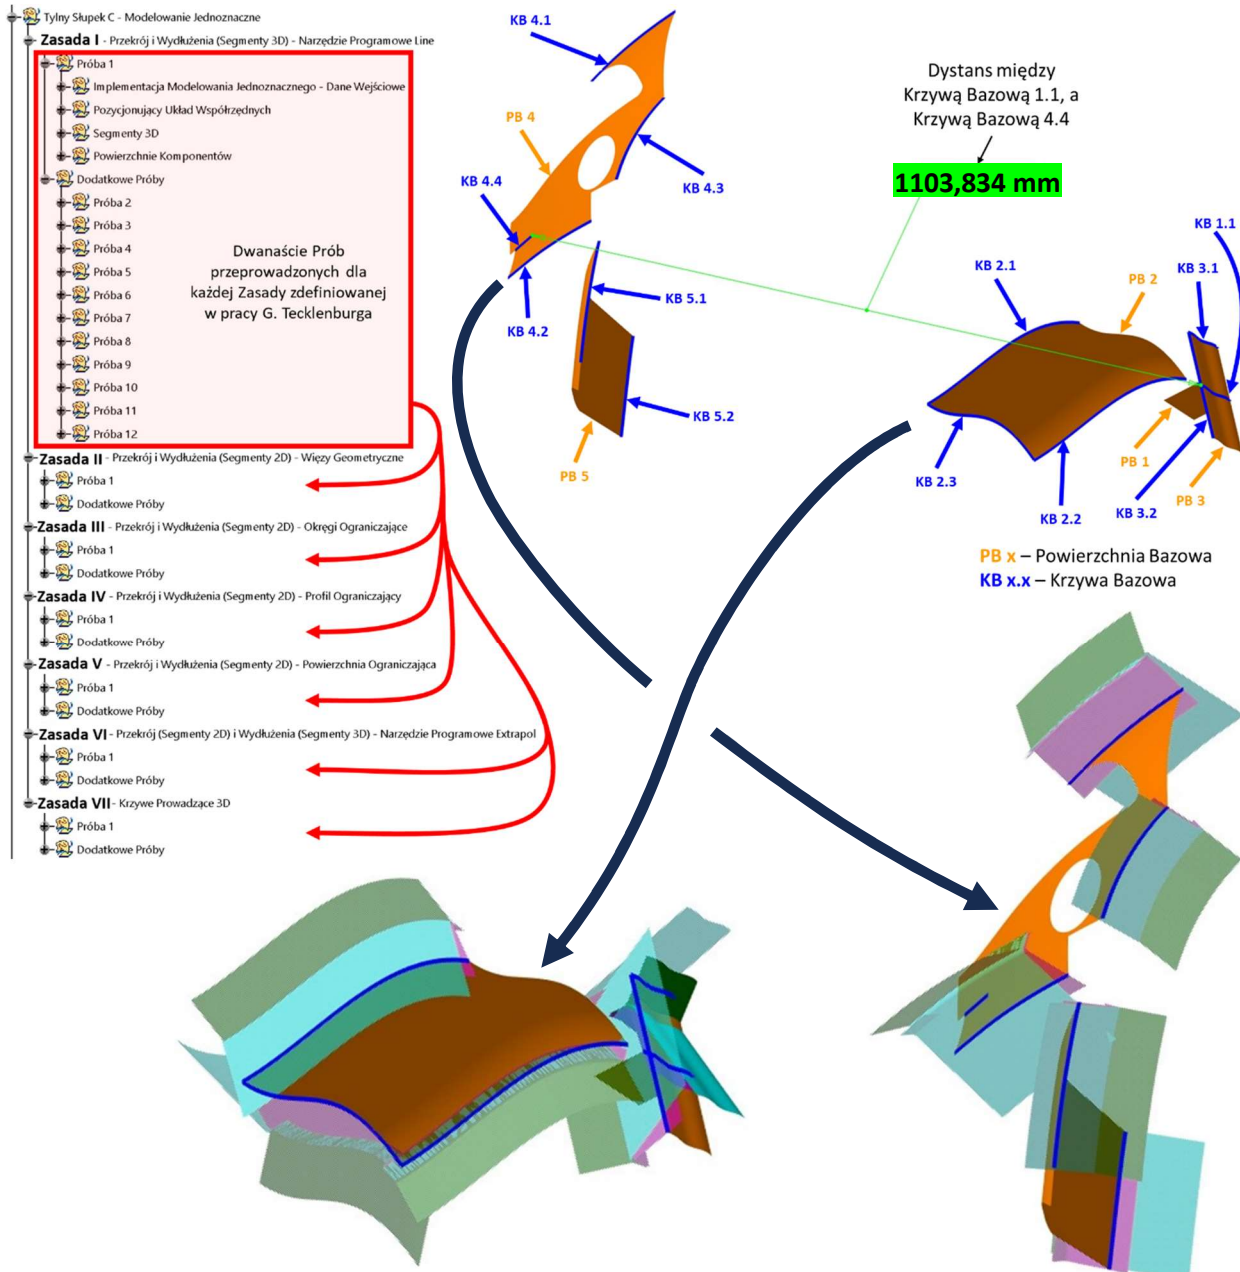 Tylny Słupek C - Modelowanie Jednoznaczne
Zasada I - Przekrój i Wydłużenia (Segmenty 3D) - Narzędzie Programowe Line
Próba 1
Implementacja Modelowania Jednoznacznego - Dane Wejściowe
Pozycjonujący Układ Współrzędnych
Segmenty 3D
Powierzchnie Komponentów
Dodatkowe Próby
Próba 2
Próba 3
Próba 4
Próba 5
Próba 6
Próba 7
Próba 8
Próba 9
Próba 10
Próba 11
Próba 12
Dwanaście Prób
przeprowadzonych dla
każdej Zasady zdefiniowanej
w pracy G. Tecklenburga
Zasada II - Przekrój i Wydłużenia (Segmenty 2D) - Więzy Geometryczne
Próba 1
Dodatkowe Próby
Zasada III - Przekrój i Wydłużenia (Segmenty 2D) - Okręgi Ograniczające
Próba 1
Dodatkowe Próby
Zasada IV - Przekrój i Wydłużenia (Segmenty 2D) - Profil Ograniczający
Próba 1
Dodatkowe Próby
Zasada V - Przekrój i Wydłużenia (Segmenty 2D) - Powierzchnia Ograniczająca
Próba 1
Dodatkowe Próby
Zasada VI - Przekrój (Segmenty 2D) i Wydłużenia (Segmenty 3D) - Narzędzie Programowe Extrapol
Próba 1
Dodatkowe Próby
Zasada VII - Krzywe Prowadzące 3D
Próba 1
Dodatkowe Próby
KB 4.1
PB 4
KB 4.4
KB 4.3
KB 4.2
KB 5.1
KB 5.2
PB 5
Dystans między
Krzywą Bazową 1.1, a
Krzywą Bazową 4.4
1103,834 mm
KB 1.1
KB 3.1
PB 2
KB 2.1
KB 2.3
KB 2.2
PB 1
KB 3.2
PB 3
PB x – Powierzchnia Bazowa
KB x.x – Krzywa Bazowa